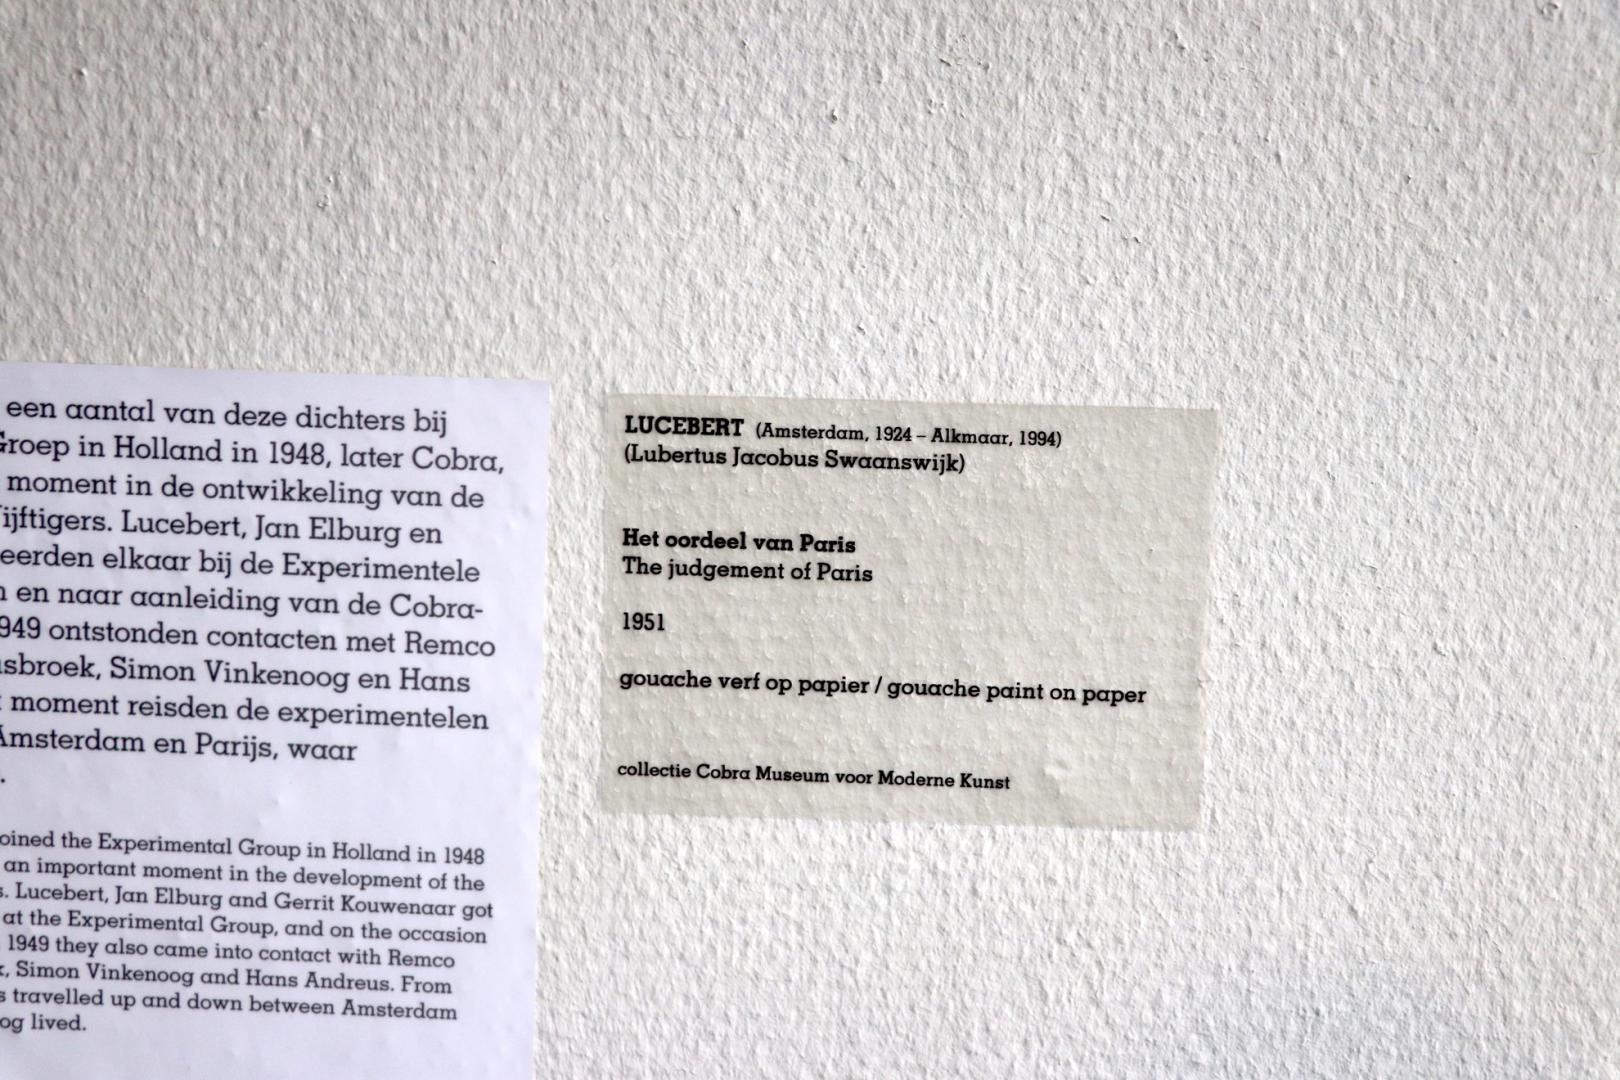 een aantal van deze dichters bij
Groep in Holland in 1948, later Cobra,
moment in de ontwikkeling van de
ijftigers. Lucebert, Jan Elburg en
eerden elkaar bij de Experimentele
n en naar aanleiding van de Cobra-
949 ontstonden contacten met Remco
sbroek, Simon Vinkenoog en Hans
t moment reisden de experimentelen
Amsterdam en Parijs, waar
.
oined the Experimental Group in Holland in 1948
an important moment in the development of the
s. Lucebert, Jan Elburg and Gerrit Kouwenaar got
at the Experimental Group, and on the occasion
1949 they also came into contact with Remco
k, Simon Vinkenoog and Hans Andreus. From
s travelled up and down between Amsterdam
og lived.
LUCEBERT (Amsterdam, 1924 – Alkmaar, 1994)
(Lubertus Jacobus Swaanswijk)
Het oordeel van Paris
The judgement of Paris
1951
gouache verf op papier / gouache paint on paper
collectie Cobra Museum voor Moderne Kunst